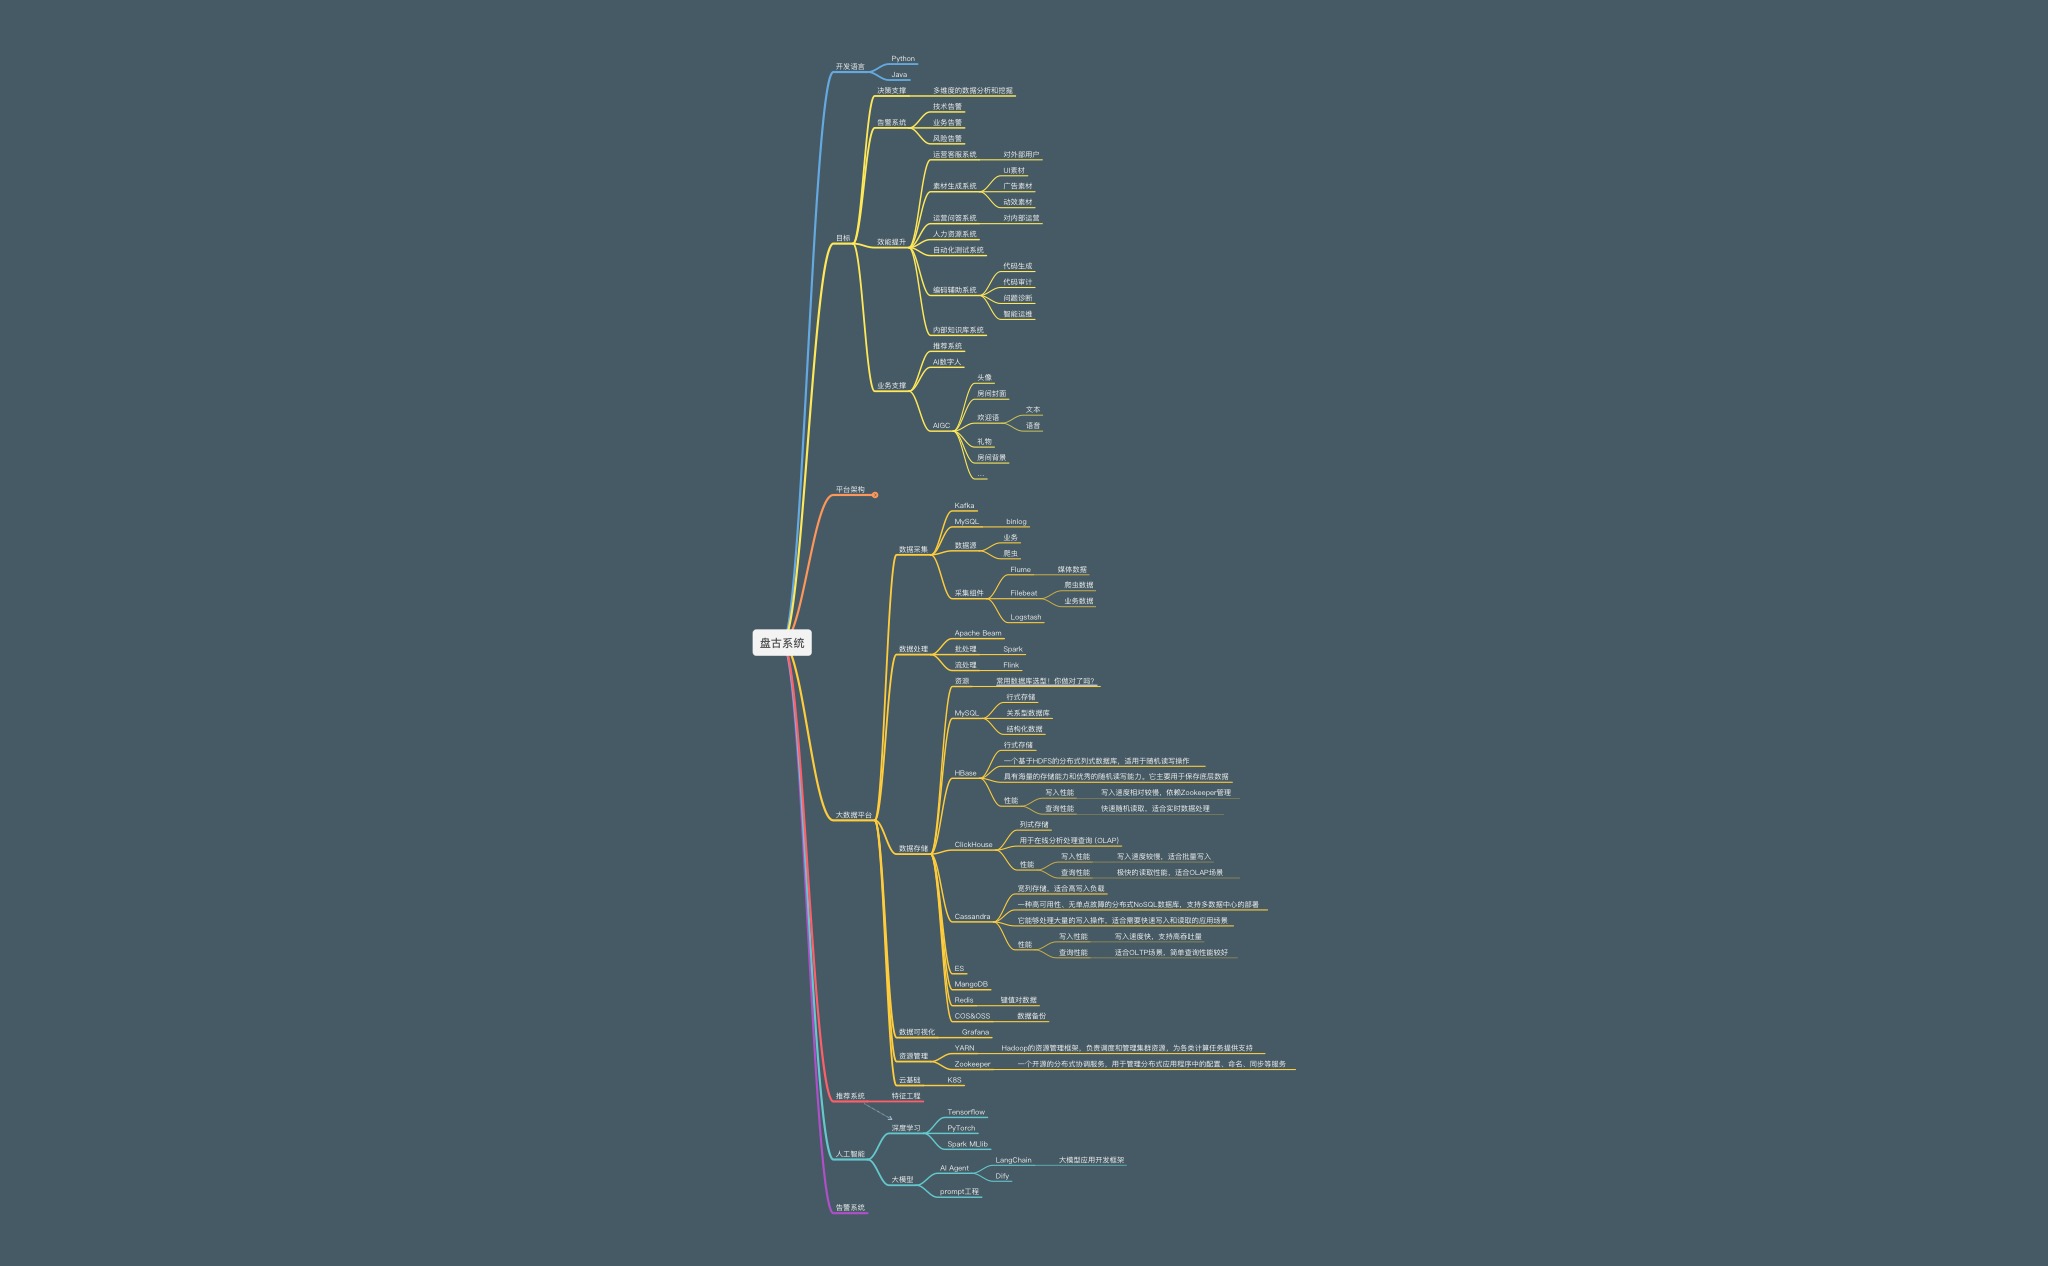 开发语言
Python
Java
目标
决策支撑
多维度的数据分析和挖掘
告警系统
技术告警
业务告警
风险告警
效能提升
运营客服系统
对外部用户
素材生成系统
UI素材
广告素材
动效素材
运营问答系统
对内部运营
人力资源系统
自动化测试系统
编码辅助系统
代码生成
代码审计
问题诊断
智能运维
内部知识库系统
业务支撑
推荐系统
AI数字人
AIGC
头像
房间封面
欢迎语
文本
语音
礼物
房间背景
...
平台架构
盘古系统
大数据平台
数据采集
Kafka
MySQL
binlog
数据源
业务
爬虫
采集组件
Flume
媒体数据
Filebeat
爬虫数据
业务数据
Logstash
数据处理
Apache Beam
批处理
Spark
流处理
Flink
数据存储
资源
常用数据库选型！你做对了吗？
MySQL
行式存储
关系型数据库
结构化数据
HBase
行式存储
一个基于HDFS的分布式列式数据库，适用于随机读写操作
具有海量的存储能力和优秀的随机读写能力。它主要用于保存底层数据
性能
写入性能
写入速度相对较慢，依赖Zookeeper管理
查询性能
快速随机读取，适合实时数据处理
ClickHouse
列式存储
用于在线分析处理查询 (OLAP)
性能
写入性能
写入速度较慢，适合批量写入
查询性能
极快的读取性能，适合OLAP场景
Cassandra
宽列存储，适合高写入负载
一种高可用性、无单点故障的分布式NoSQL数据库，支持多数据中心的部署
它能够处理大量的写入操作，适合需要快速写入和读取的应用场景
性能
写入性能
写入速度快，支持高吞吐量
查询性能
适合OLTP场景，简单查询性能较好
ES
MangoDB
Redis
键值对数据
COS&OSS
数据备份
数据可视化
Grafana
资源管理
YARN
Hadoop的资源管理框架，负责调度和管理集群资源，为各类计算任务提供支持
Zookeeper
一个开源的分布式协调服务，用于管理分布式应用程序中的配置、命名、同步等服务
云基础
K8S
推荐系统
特征工程
人工智能
深度学习
Tensorflow
PyTorch
Spark MLlib
大模型
AI Agent
LangChain
大模型应用开发框架
Dify
prompt工程
告警系统